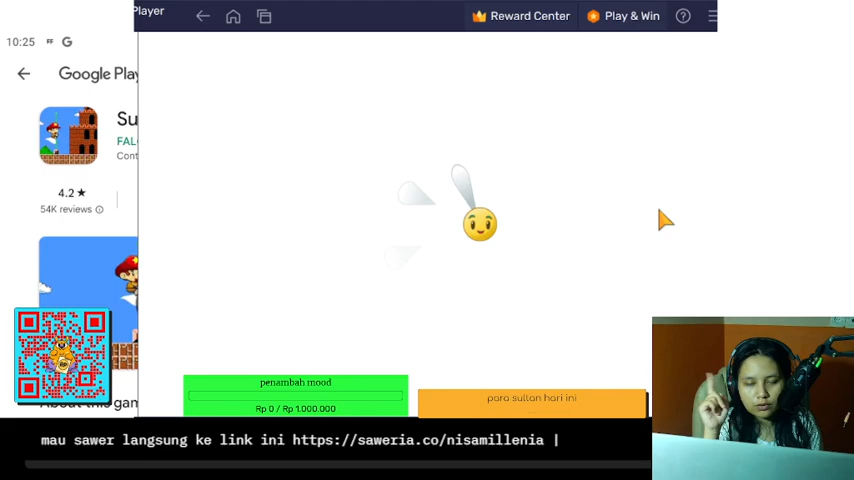 Player
Reward Center
Play & Win
10:25
Google Play
Su
FAL
Cont
4.2 ★
54K reviews
penambah mood
Rp 0 / Rp 1.000.000
para sultan hari ini
About this gam
mau sawer langsung ke link ini https://saweria.co/nisamillenia |